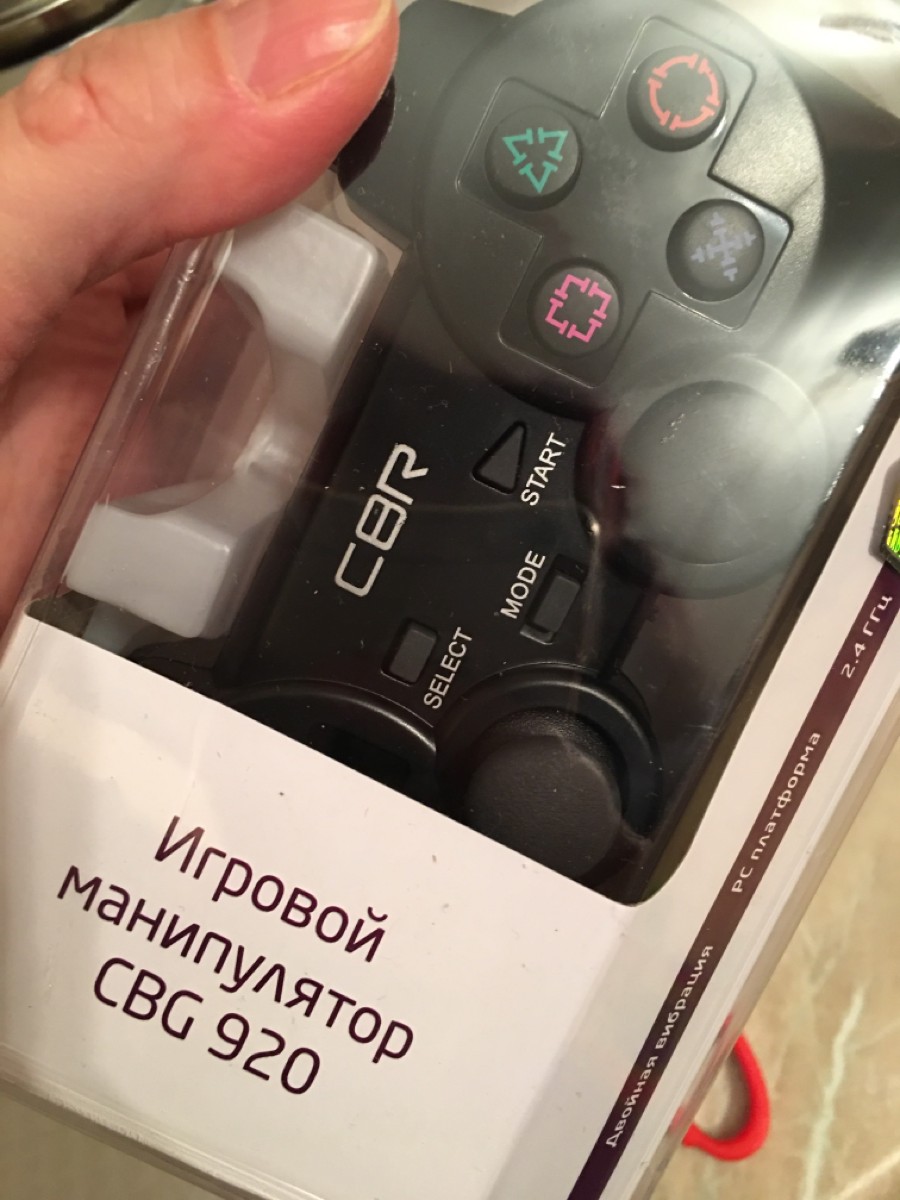 CBR
START
MODE
SELECT
Игровой
манипулятор
CBG 920
Двойная вибрация
PC платформа
2.4 Ггц